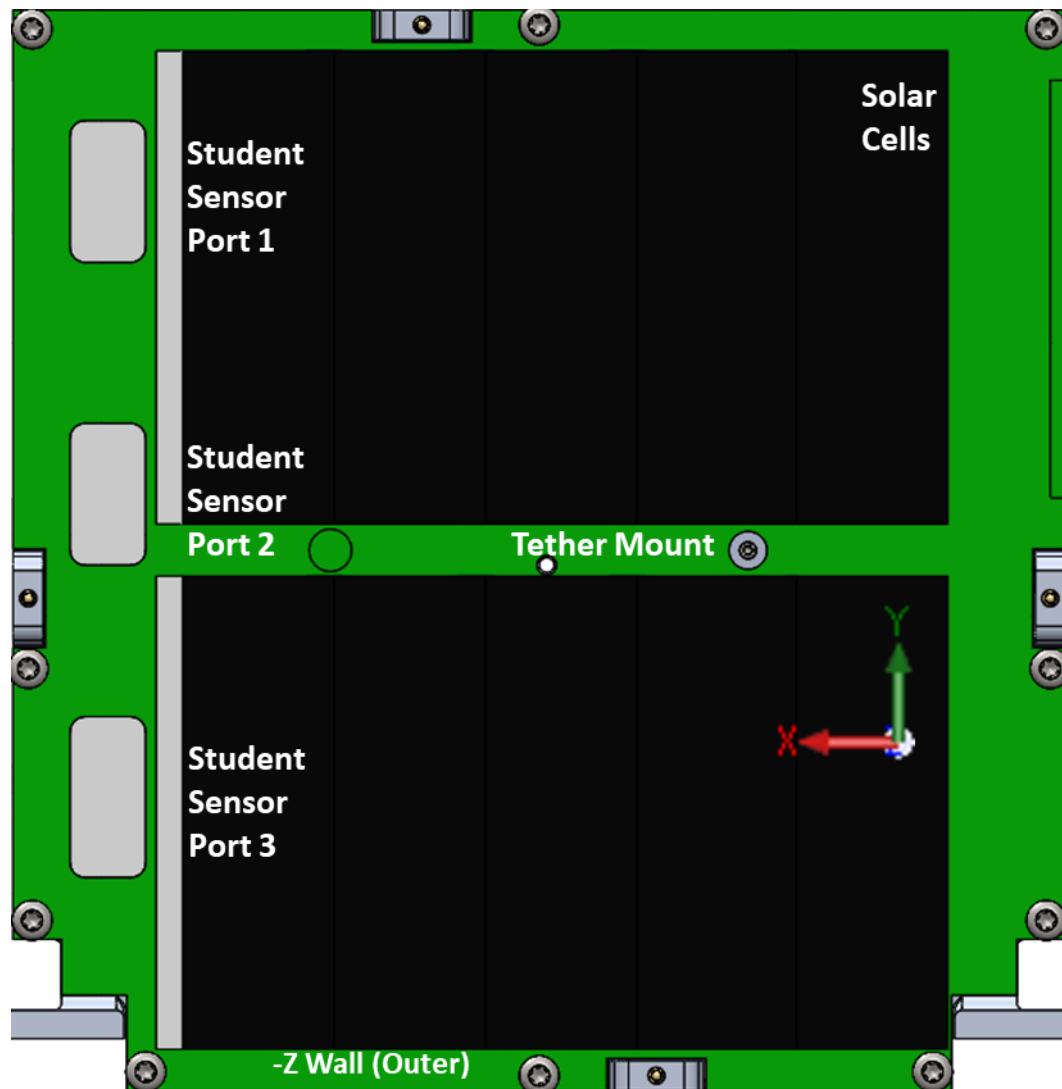 Solar
Cells
Student
Sensor
Port 1
Student
Sensor
Port 2
Tether Mount
Y
X
Student
Sensor
Port 3
-Z Wall (Outer)